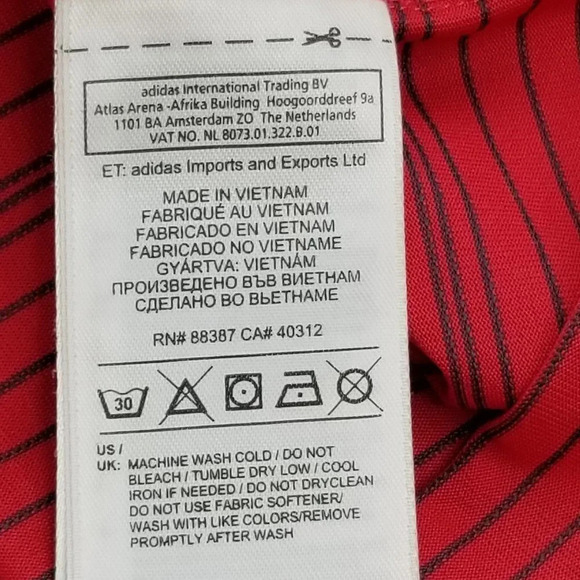 adidas International Trading BV
Atlas Arena -Afrika Building Hoogoorddreef 9a
1101 BA Amsterdam ZO The Netherlands
VAT NO. NL 8073.01.322.B.01
ET: adidas Imports and Exports Ltd
MADE IN VIETNAM
FABRIQUÉ AU VIETNAM
FABRICADO EN VIETNAM
FABRICADO NO VIETNAME
GYÁRTVA: VIETNÁM
ПРОИЗВЕДЕНО ВЪВ ВИЕТНАМ
СДЕЛАНО ВО ВЬЕТНАМЕ
RN# 88387 CA# 40312
30
US /
UK: MACHINE WASH COLD / DO NOT
BLEACH / TUMBLE DRY LOW / COOL
IRON IF NEEDED / DO NOT DRYCLEAN
DO NOT USE FABRIC SOFTENER/
WASH WITH LIKE COLORS/REMOVE
PROMPTLY AFTER WASH